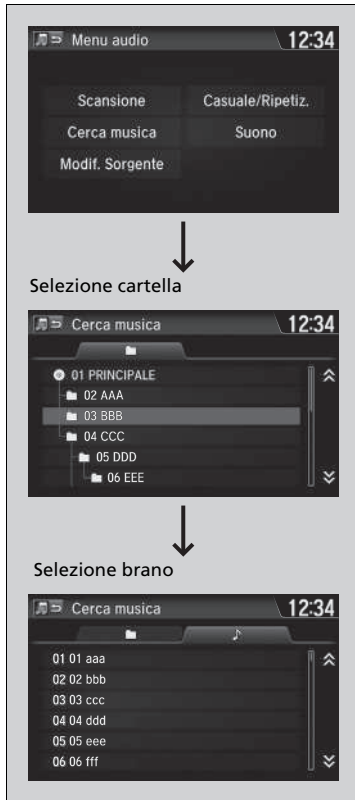 Menu audio 12:34
Scansione Casuale/Ripetiz.
Cerca musica Suono
Modif. Sorgente
Selezione cartella
Cerca musica 12:34
01 PRINCIPALE
02 AAA
03 BBB
04 CCC
05 DDD
06 EEE
Selezione brano
Cerca musica 12:34
01 01 aaa
02 02 bbb
03 03 ccc
04 04 ddd
05 05 eee
06 06 fff